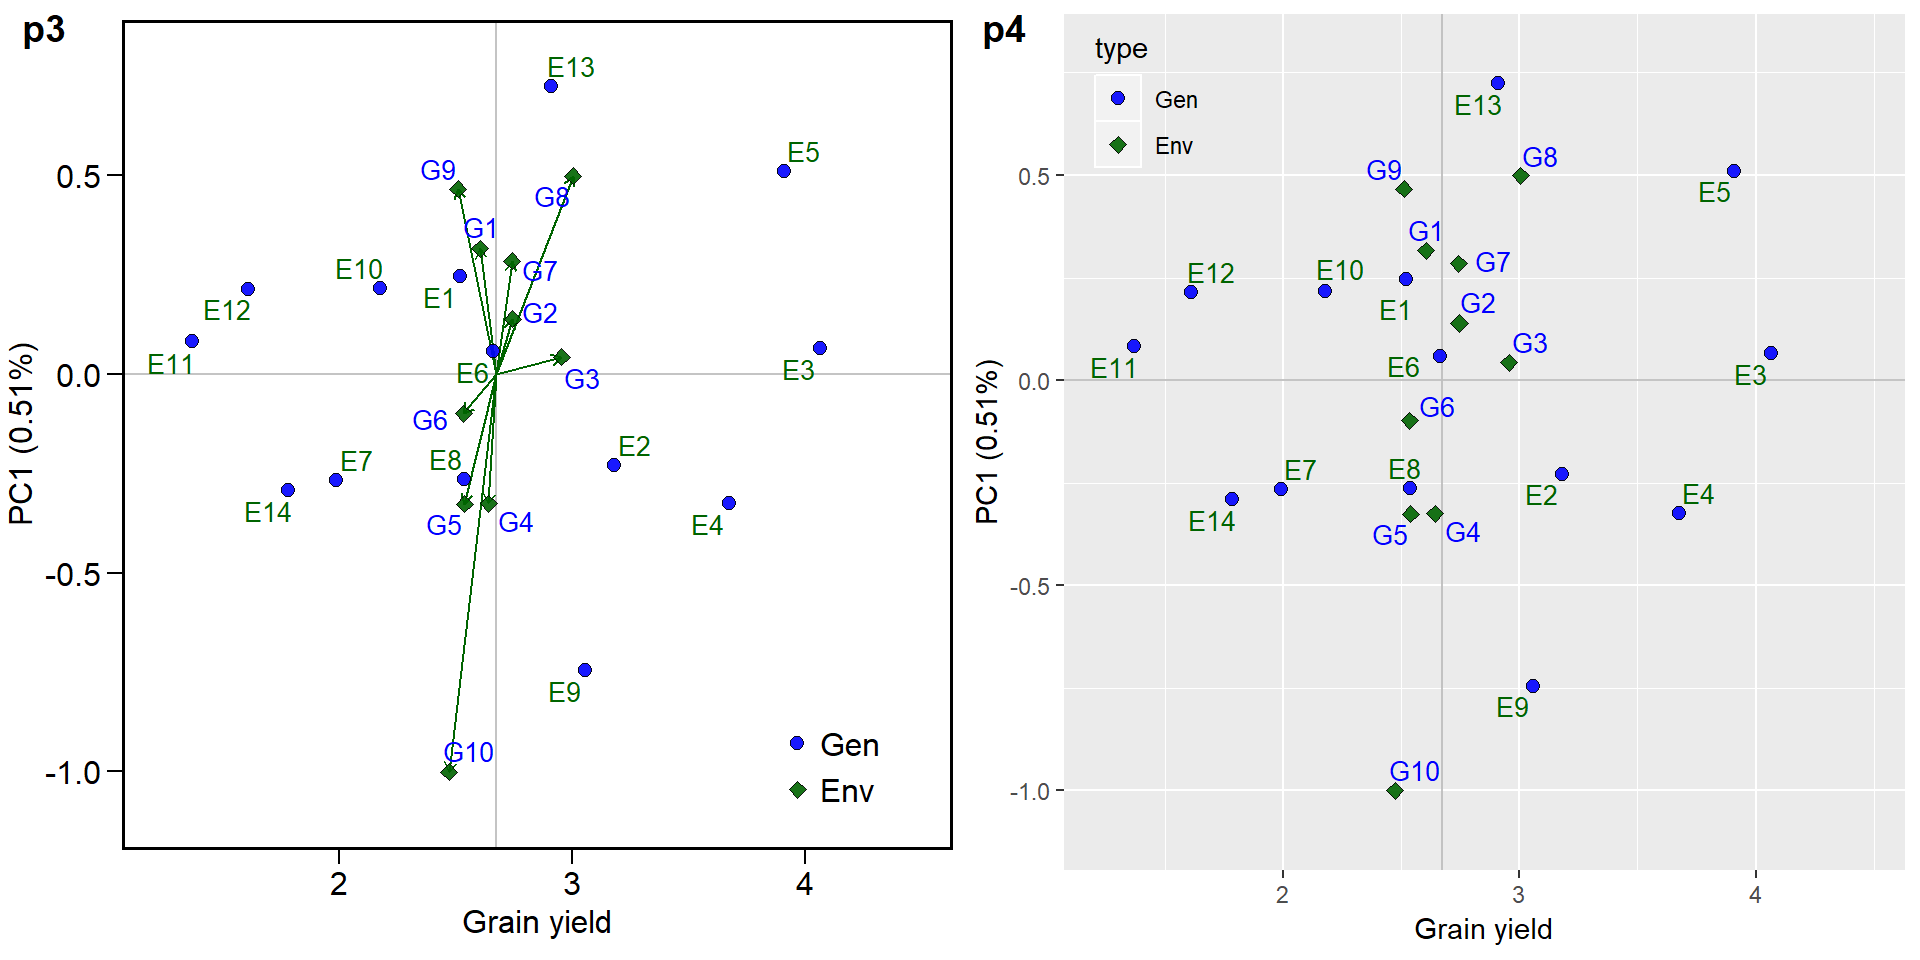 p3
E13
E5
G9
G8
G1
E10
G7
E1
E12
G2
E11
E6
G3
G6
E2
E7
E8
E14
G5
G4
E4
E9
G10
Gen
Env
0.5
0.0
-0.5
-1.0
2
3
4
PC1 (0.51%)
Grain yield
p4
type
Gen
Env
E13
G8
G9
E5
G1
G7
E12
E10
G2
E1
G3
E6
E11
E3
G6
E7
E8
E2
E4
E14
G5
G4
E9
G10
0.5
0.0
-0.5
-1.0
2
3
4
PC1 (0.51%)
Grain yield
E3